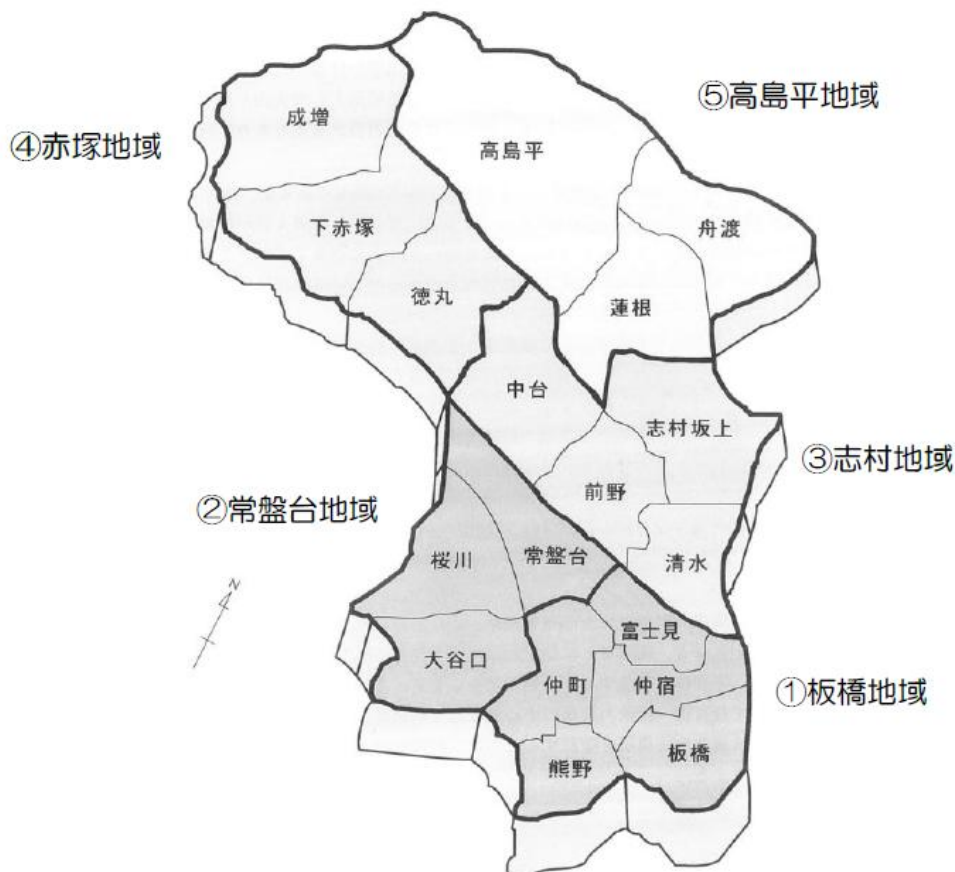 ⑤高島平地域
成増
④赤塚地域
高島平
下赤塚
舟渡
徳丸
蓮根
中台
志村坂上
③志村地域
前野
②常盤台地域
桜川
常盤台
清水
N
富士見
大谷口
仲町
仲宿
①板橋地域
熊野
板橋